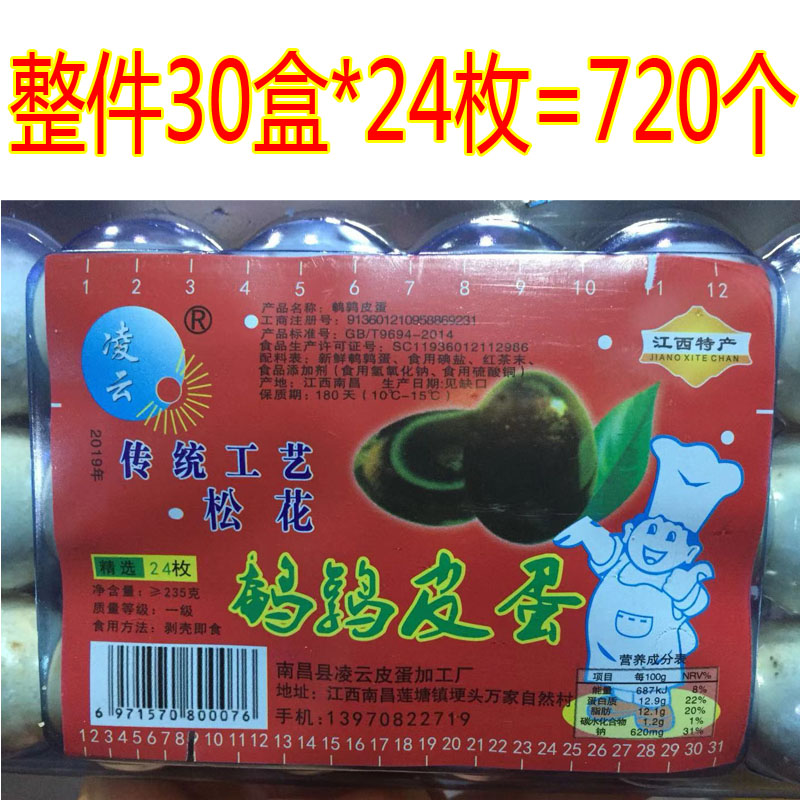 整件30盒*24枚=720个
1 2 3 4 5 6 7 8 9 10 11 12
凌云
®
产品名称：鹌鹑皮蛋
工商注册号：913601210958869231
产品标准号：GB/T9694-2014
食品生产许可证号：SC11936012112986
配料表：新鲜鹌鹑蛋、食用碘盐、红茶末、
食品添加剂（食用氢氧化钠、食用硫酸铜）
产地：江西南昌 生产日期：见缺口
保质期：180天（10℃-15℃）
江西特产
JIANG XI TE CHAN
2019年
传统工艺
松花
精选24枚
净含量：≥235克
质量等级：一级
食用方法：剥壳即食
鹌鹑皮蛋
南昌县凌云皮蛋加工厂
地址：江西南昌莲塘镇埂头万家自然村
手机：13970822719
6 971570 800076
营养成分表
项目 每100g NRV%
能量 687kJ 8%
蛋白质 12.9g 22%
脂肪 12.1g 20%
碳水化合物 1.2g 1%
钠 620mg 31%
1 2 3 4 5 6 7 8 9 10 11 12 13 14 15 16 17 18 19 20 21 22 23 24 25 26 27 28 29 30 31